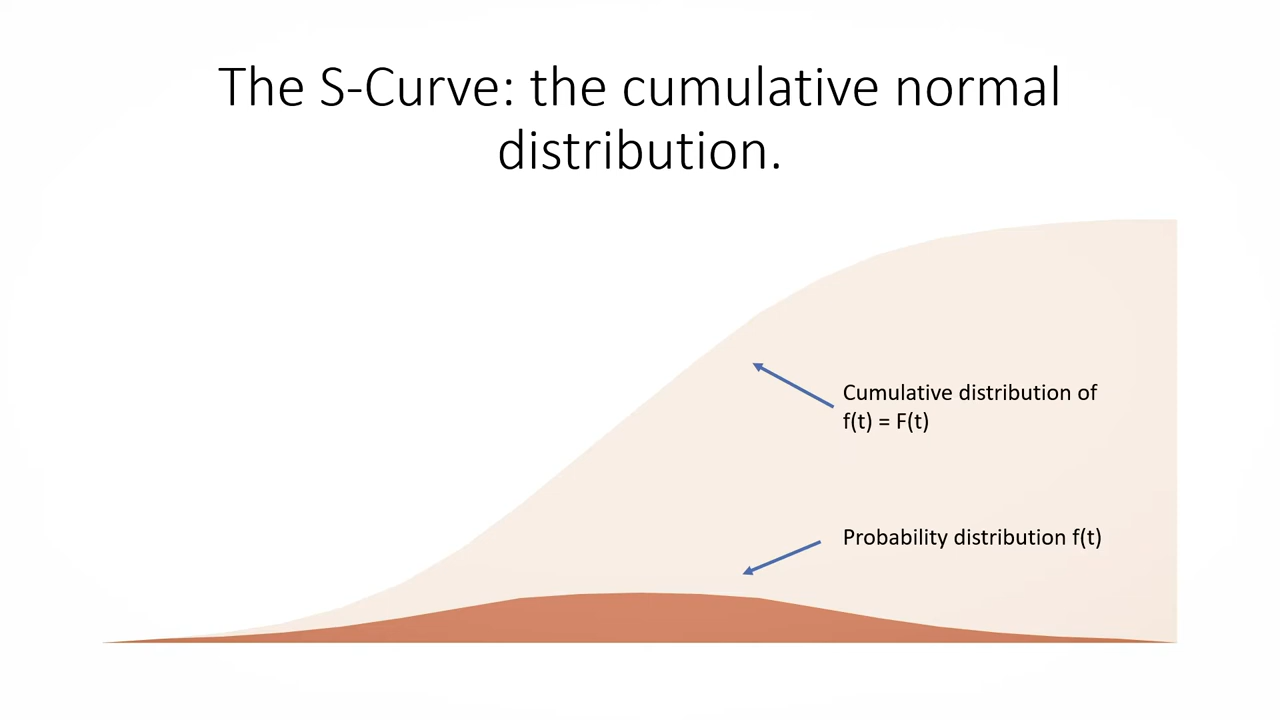 The S-Curve: the cumulative normal
distribution.
Cumulative distribution of
f(t) = F(t)
Probability distribution f(t)